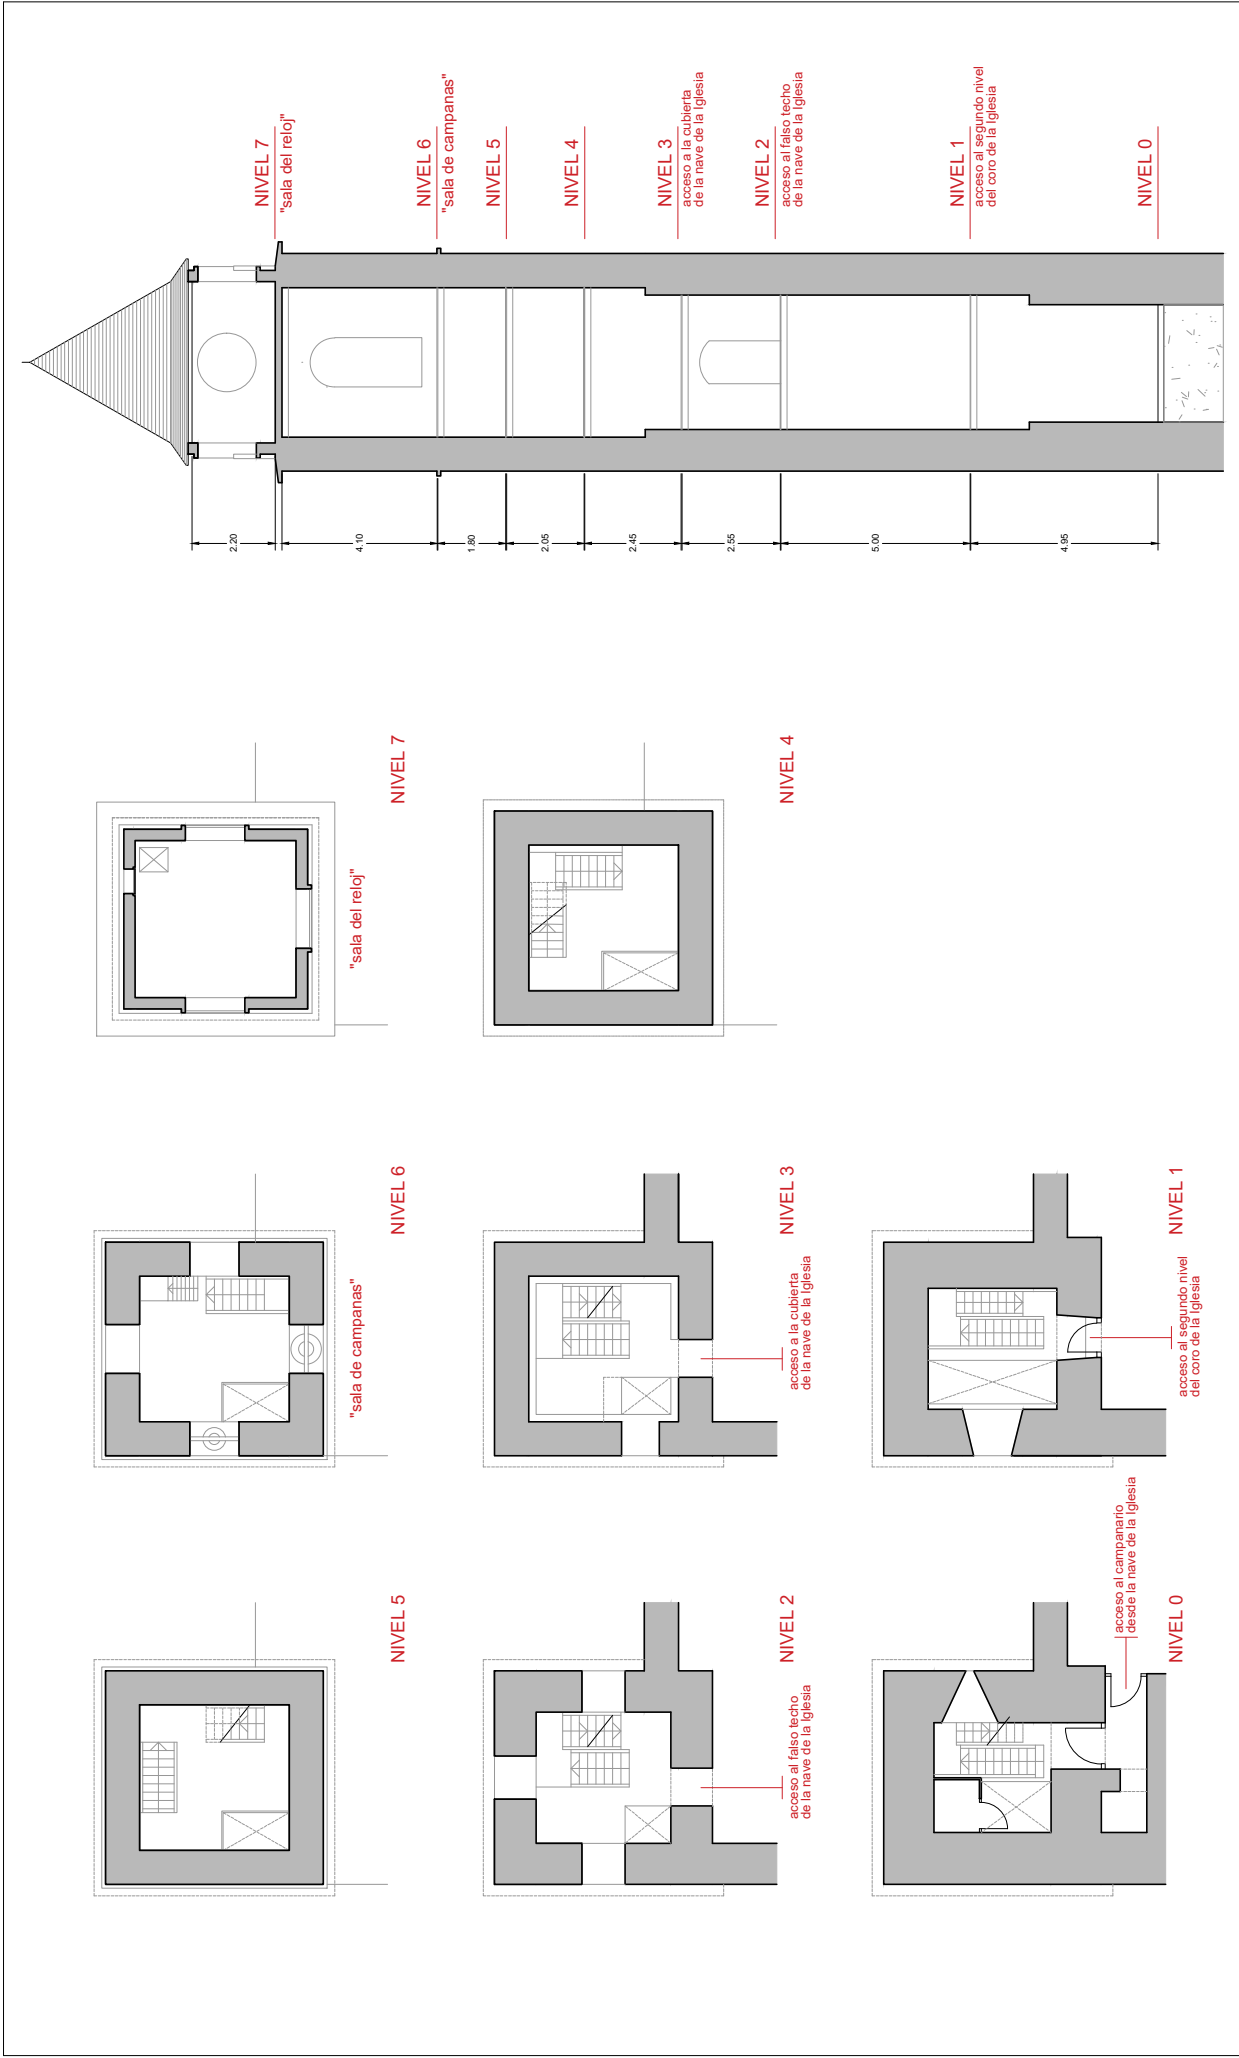 NIVEL 5
NIVEL 6
"sala de campanas"
NIVEL 7
"sala del reloj"
NIVEL 2
acceso al falso techo
de la nave de la Iglesia
NIVEL 3
acceso a la cubierta
de la nave de la Iglesia
NIVEL 4
NIVEL 0
acceso al campanario
desde la nave de la Iglesia
NIVEL 1
acceso al segundo nivel
del coro de la Iglesia
2.20
4.10
1.80
2.05
2.45
2.55
5.00
4.95
NIVEL 7
"sala del reloj"
NIVEL 6
"sala de campanas"
NIVEL 5
NIVEL 4
NIVEL 3
acceso a la cubierta
de la nave de la Iglesia
NIVEL 2
acceso al falso techo
de la nave de la Iglesia
NIVEL 1
acceso al segundo nivel
del coro de la Iglesia
NIVEL 0